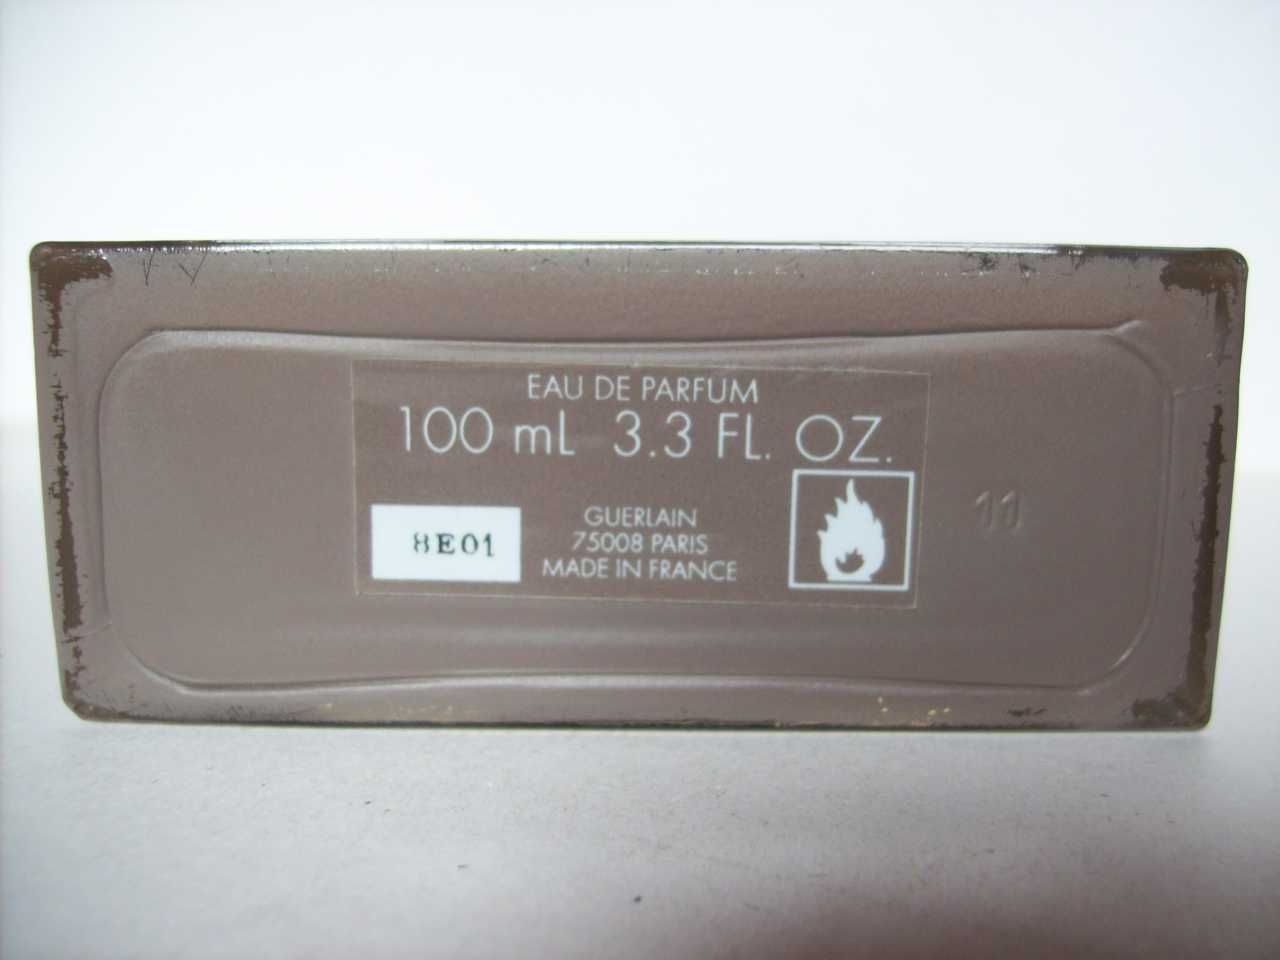 EAU DE PARFUM
100 mL 3.3 FL. OZ.
8E01
GUERLAIN
75008 PARIS
MADE IN FRANCE
11